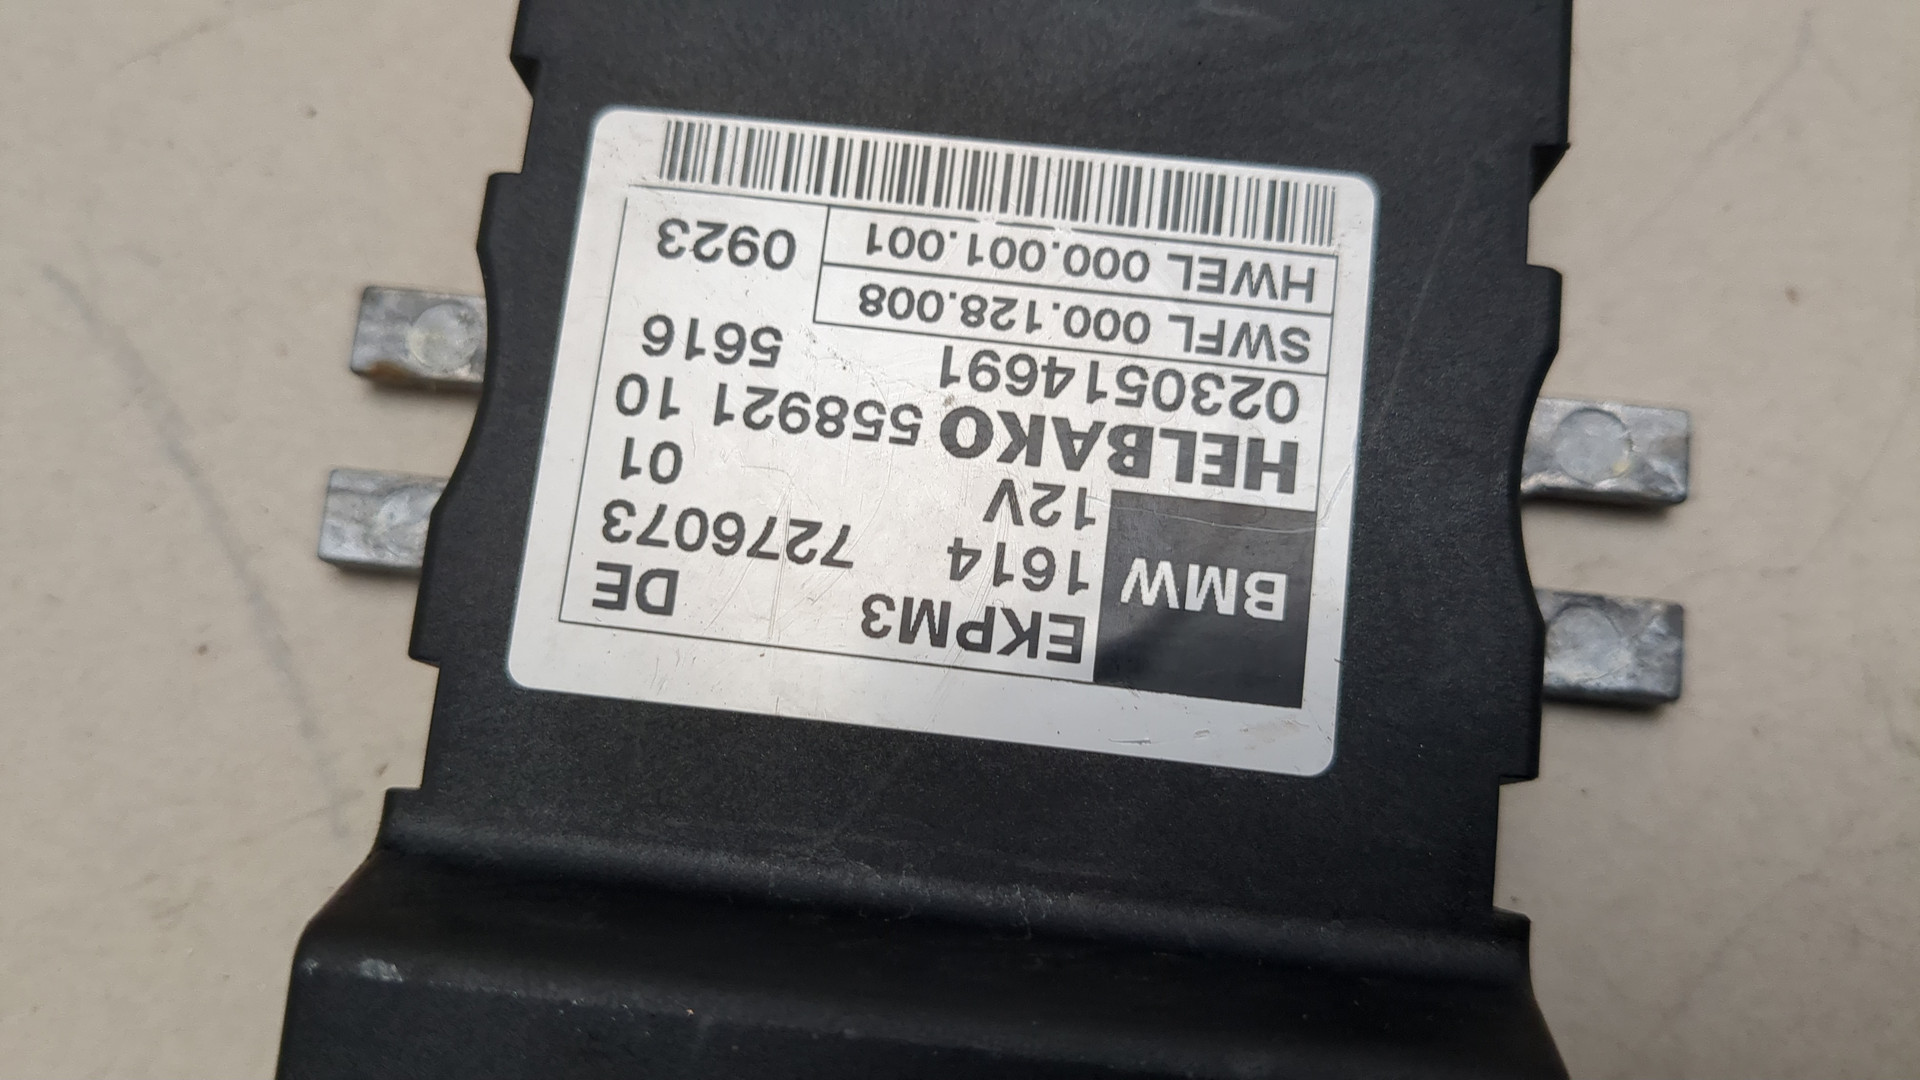 BMW EKPM3 DE
1614 7276073
12V 01
HELBAKO 558921 10
0230514691 5616
SWFL 000.128.008
HWEL 000.001.001 0923